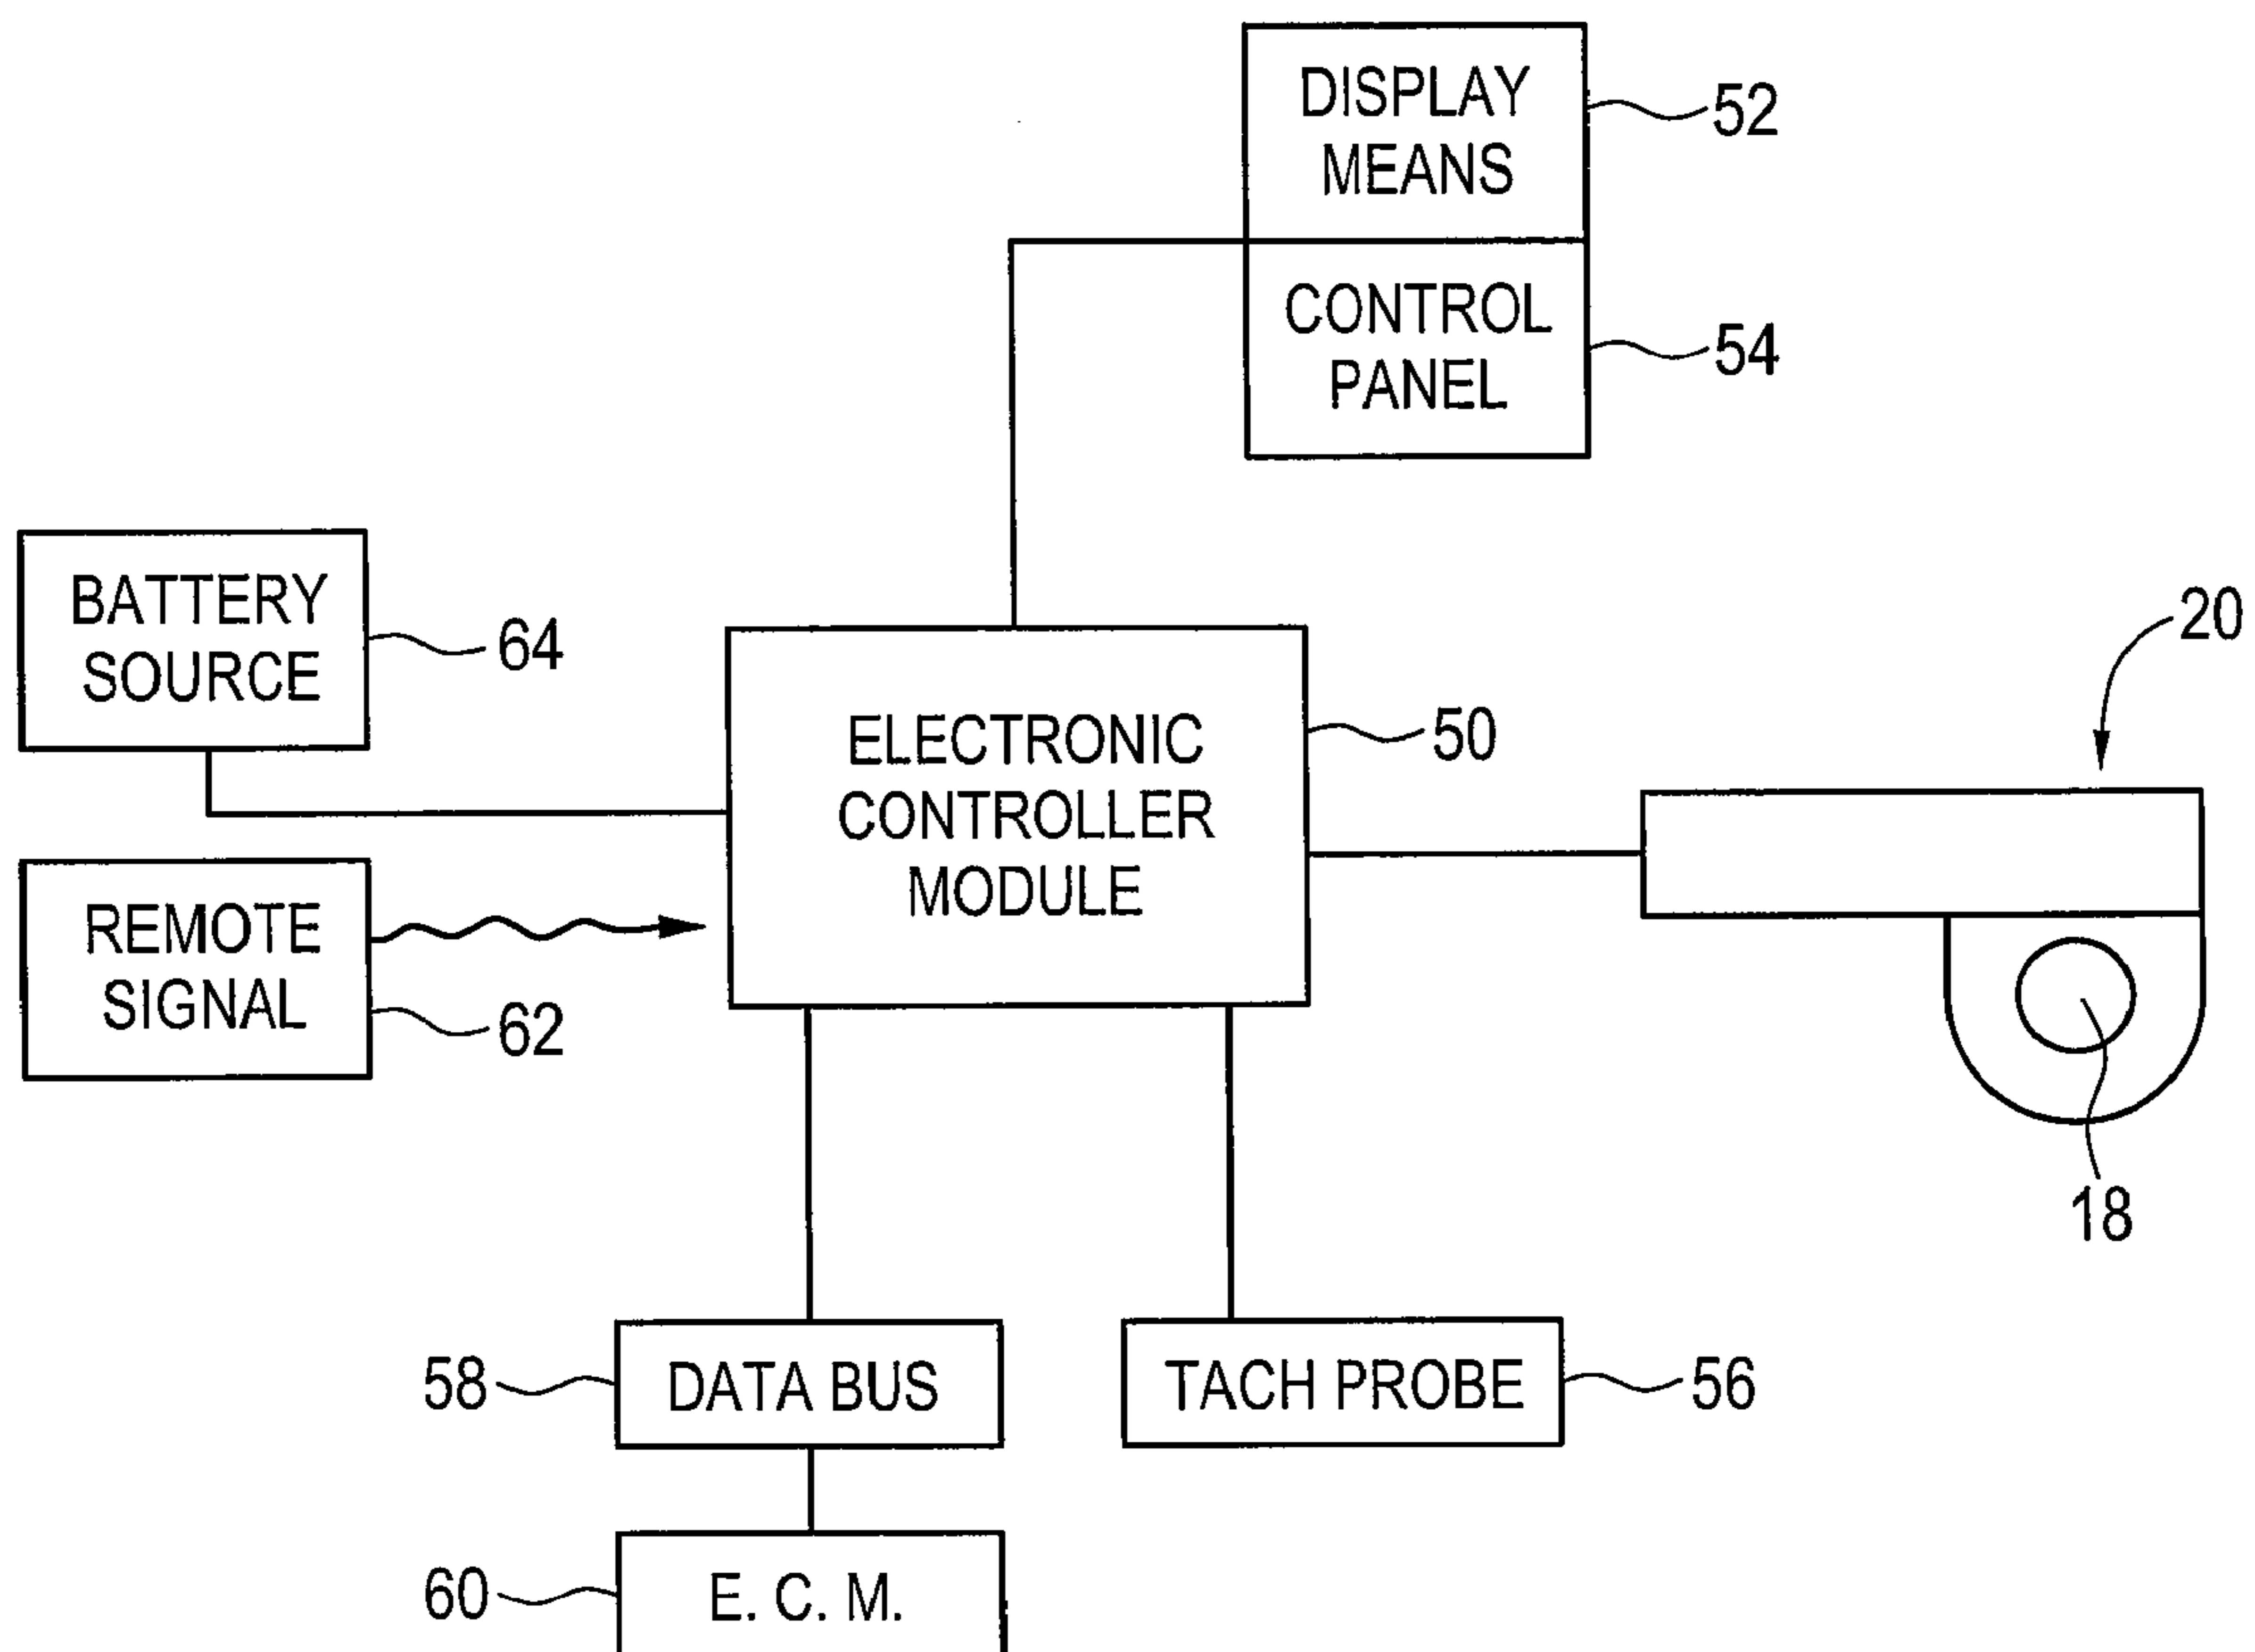 DISPLAY
MEANS
52
CONTROL
PANEL
54
BATTERY
SOURCE
64
20
ELECTRONIC
CONTROLLER
MODULE
50
REMOTE
SIGNAL
62
18
58
DATA BUS
TACH PROBE
56
60
E. C. M.